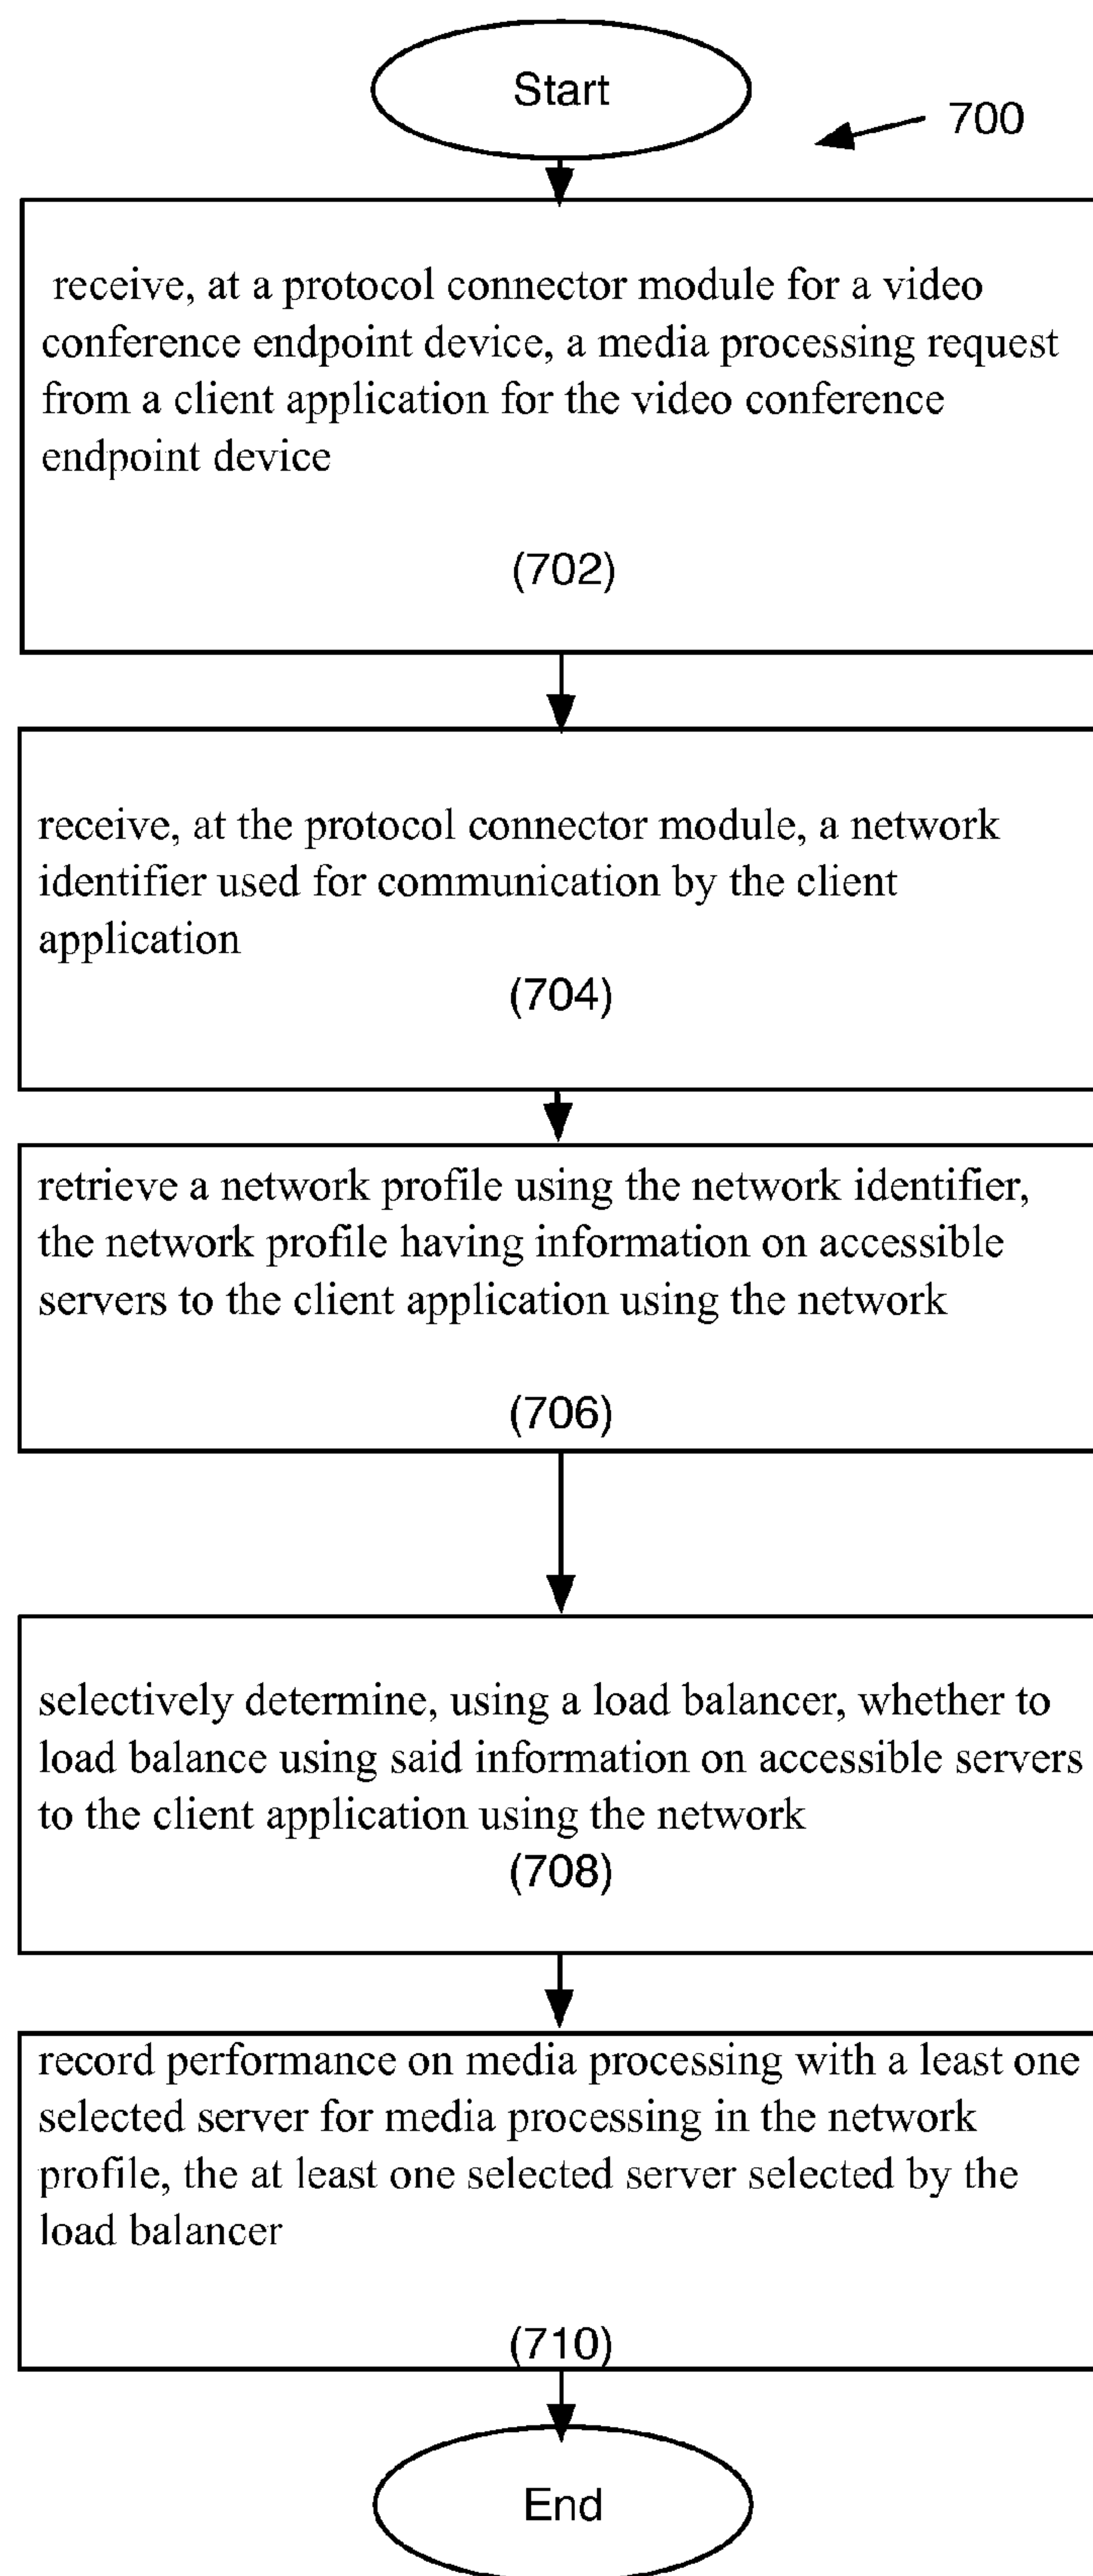 Start
700
receive, at a protocol connector module for a video
conference endpoint device, a media processing request
from a client application for the video conference
endpoint device
(702)
receive, at the protocol connector module, a network
identifier used for communication by the client
application
(704)
retrieve a network profile using the network identifier,
the network profile having information on accessible
servers to the client application using the network
(706)
selectively determine, using a load balancer, whether to
load balance using said information on accessible servers
to the client application using the network
(708)
record performance on media processing with a least one
selected server for media processing in the network
profile, the at least one selected server selected by the
load balancer
(710)
End